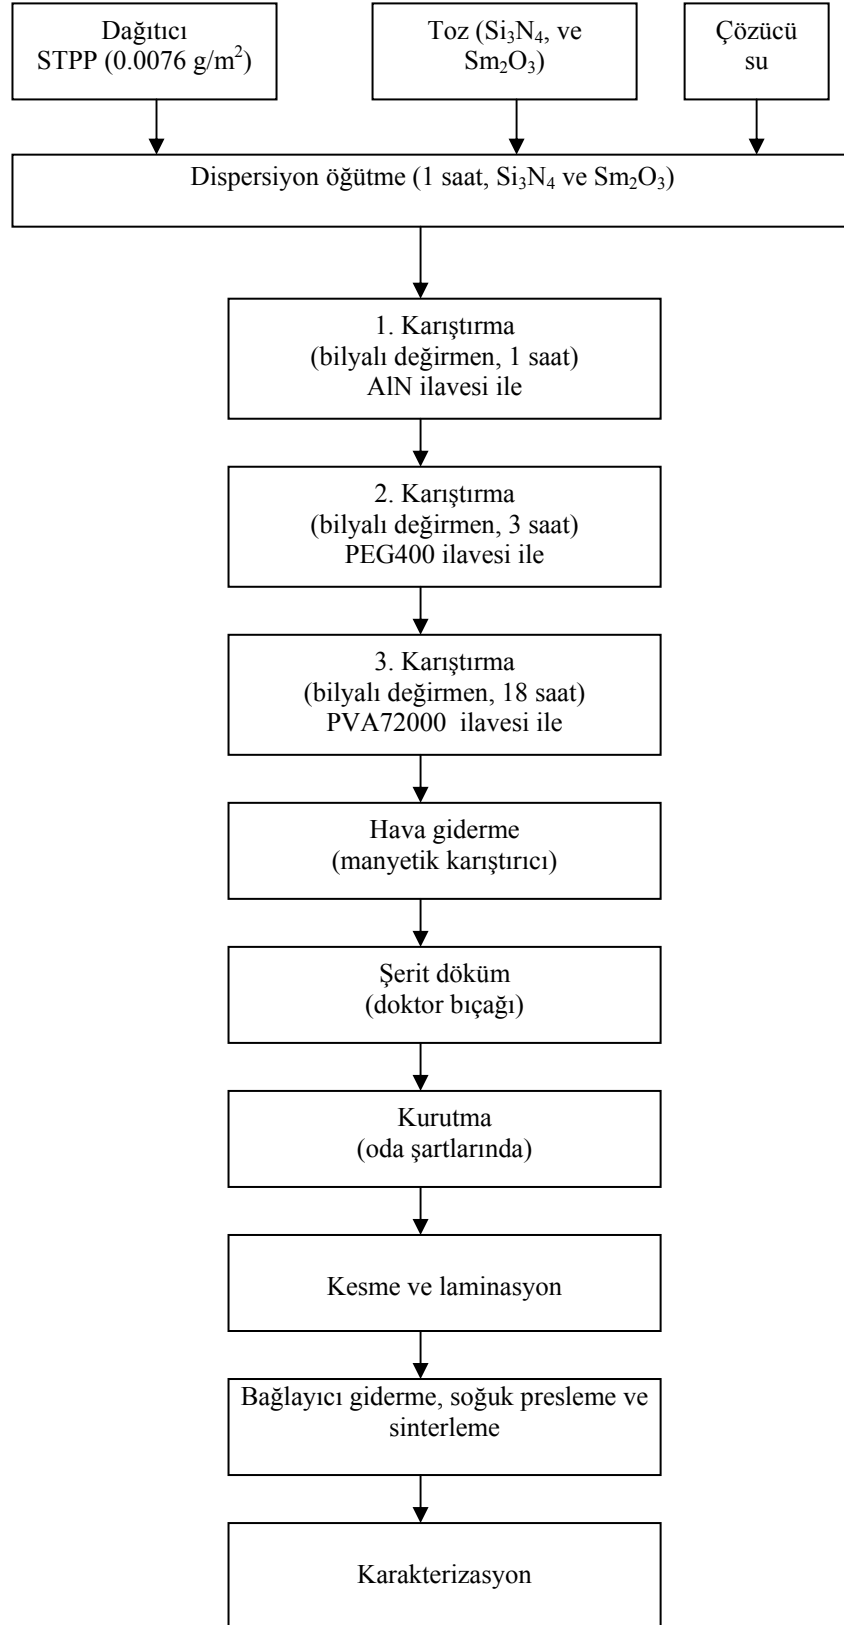 Dağıtıcı
STPP (0.0076 g/m²)
Toz (Si₃N₄, ve
Sm₂O₃)
Çözücü
su
Dispersiyon öğütme (1 saat, Si₃N₄ ve Sm₂O₃)
1. Karıştırma
(bilyalı değirmen, 1 saat)
AlN ilavesi ile
2. Karıştırma
(bilyalı değirmen, 3 saat)
PEG400 ilavesi ile
3. Karıştırma
(bilyalı değirmen, 18 saat)
PVA72000 ilavesi ile
Hava giderme
(manyetik karıştırıcı)
Şerit döküm
(doktor bıçağı)
Kurutma
(oda şartlarında)
Kesme ve laminasyon
Bağlayıcı giderme, soğuk presleme ve
sinterleme
Karakterizasyon